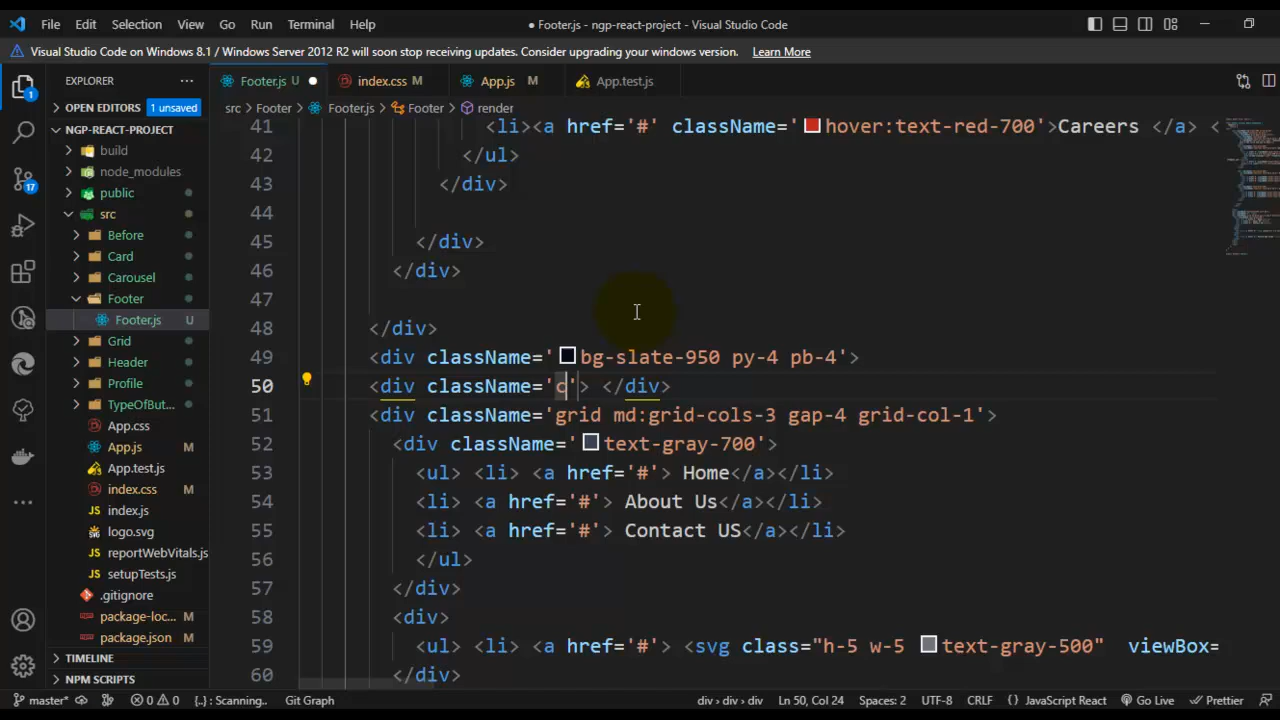 File Edit Selection View Go Run Terminal Help
● Footer.js - ngp-react-project - Visual Studio Code
Visual Studio Code on Windows 8.1 / Windows Server 2012 R2 will soon stop receiving updates. Consider upgrading your windows version. Learn More
EXPLORER
Footer.js U
index.css M
App.js M
App.test.js
OPEN EDITORS 1 unsaved
src > Footer > Footer.js > Footer > render
NGP-REACT-PROJECT
build
node_modules
public
src
Before
Card
Carousel
Footer
Footer.js U
Grid
Header
Profile
TypeOfBut...
App.css
App.js M
App.test.js
index.css M
index.js
logo.svg
reportWebVitals.js
setupTests.js
.gitignore
package-loc... M
package.json M
TIMELINE
NPM SCRIPTS
1
17
41 <li><a href='#' className='hover:text-red-700'>Careers </a> <
42 </ul>
43 </div>
44
45 </div>
46 </div>
47
48 </div>
49 <div className='bg-slate-950 py-4 pb-4'>
50 <div className='c'> </div>
51 <div className='grid md:grid-cols-3 gap-4 grid-col-1'>
52 <div className='text-gray-700'>
53 <ul> <li> <a href='#'> Home</a></li>
54 <li> <a href='#'> About Us</a></li>
55 <li> <a href='#'> Contact US</a></li>
56 </ul>
57 </div>
58 <div>
59 <ul> <li> <a href='#'> <svg class="h-5 w-5 text-gray-500" viewBox=
60 </div>
master* 0 0 {..} : Scanning.. Git Graph
div > div > div Ln 50, Col 24 Spaces: 2 UTF-8 CRLF {} JavaScript React Go Live Prettier